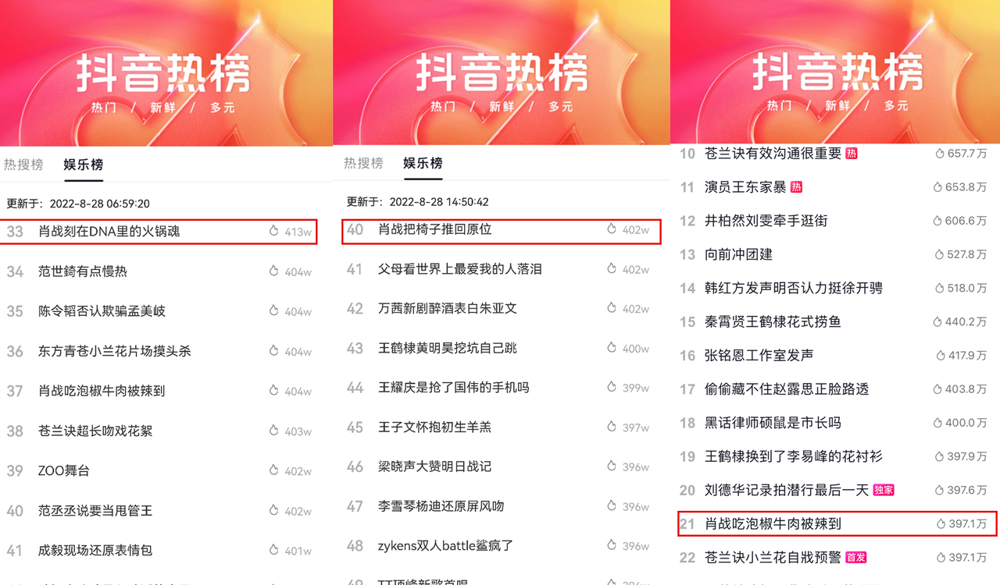 抖音热榜
热门 / 新鲜 / 多元
热搜榜 娱乐榜
更新于：2022-8-28 06:59:20
33 肖战刻在DNA里的火锅魂 413w
34 范世錡有点慢热 404w
35 陈令韬否认欺骗孟美岐 404w
36 东方青苍小兰花片场摸头杀 404w
37 肖战吃泡椒牛肉被辣到 404w
38 苍兰诀超长吻戏花絮 403w
39 ZOO舞台 402w
40 范丞丞说要当甩管王 402w
41 成毅现场还原表情包 401w
抖音热榜
热门 / 新鲜 / 多元
热搜榜 娱乐榜
更新于：2022-8-28 14:50:42
40 肖战把椅子推回原位 402w
41 父母看世界上最爱我的人落泪 402w
42 万茜新剧醉酒表白朱亚文 402w
43 王鹤棣黄明昊挖坑自己跳 400w
44 王耀庆是抢了国伟的手机吗 399w
45 王子文怀抱初生羊羔 397w
46 梁晓声大赞明日战记 396w
47 李雪琴杨迪还原屏风吻 396w
48 zykens双人battle鲨疯了 396w
抖音热榜
热门 / 新鲜 / 多元
10 苍兰诀有效沟通很重要 热 657.7万
11 演员王东家暴 热 653.8万
12 井柏然刘雯牵手逛街 606.6万
13 向前冲团建 527.8万
14 韩红方发声明否认力挺徐开骋 518.0万
15 秦霄贤王鹤棣花式捞鱼 440.2万
16 张铭恩工作室发声 417.9万
17 偷偷藏不住赵露思正脸路透 403.8万
18 黑话律师硕鼠是市长吗 400.0万
19 王鹤棣换到了李易峰的花衬衫 397.9万
20 刘德华记录拍潜行最后一天 独家 397.6万
21 肖战吃泡椒牛肉被辣到 397.1万
22 苍兰诀小兰花自戕预警 首发 397.1万